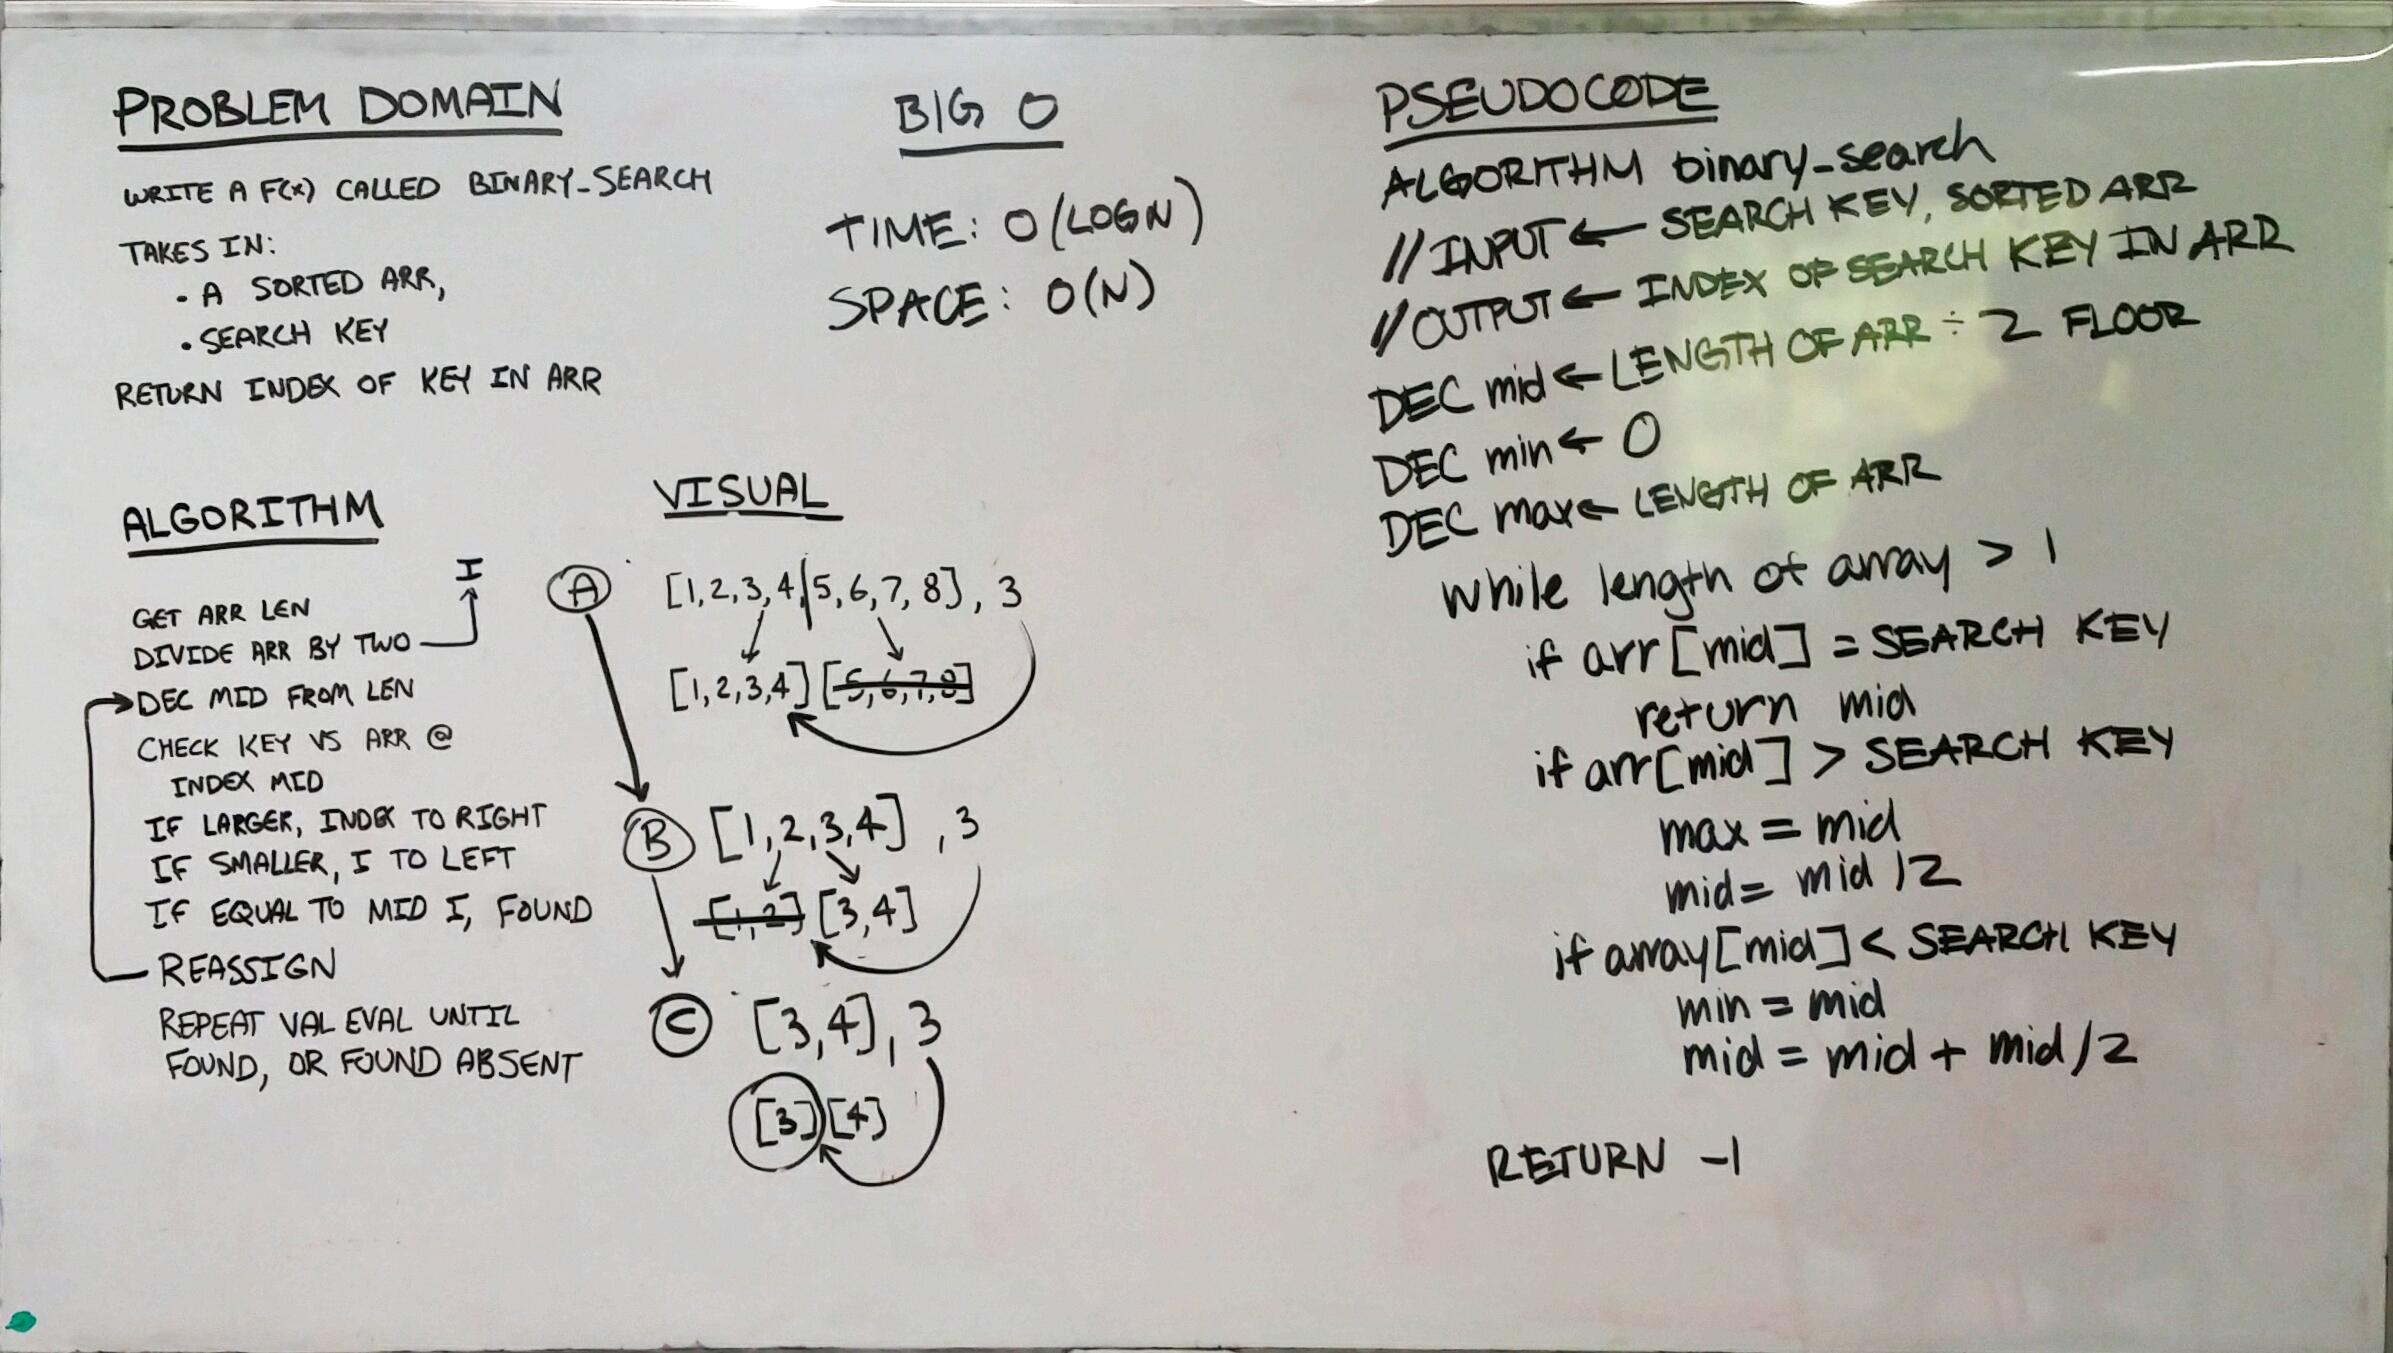 PROBLEM DOMAIN
WRITE A F(x) CALLED BINARY_SEARCH
TAKES IN:
• A SORTED ARR,
• SEARCH KEY
RETURN INDEX OF KEY IN ARR
BIG O
TIME: O(LOGN)
SPACE: O(N)
ALGORITHM
I
GET ARR LEN
DIVIDE ARR BY TWO
DEC MID FROM LEN
CHECK KEY VS ARR @
INDEX MID
IF LARGER, INDEX TO RIGHT
IF SMALLER, I TO LEFT
IF EQUAL TO MID I, FOUND
REASSIGN
REPEAT VAL EVAL UNTIL
FOUND, OR FOUND ABSENT
VISUAL
A [1,2,3,4,5,6,7,8], 3
[1,2,3,4] [5,6,7,8]
B [1,2,3,4] ,3
[1,2] [3,4]
C [3,4], 3
[3] [4]
PSEUDOCODE
ALGORITHM binary_search
// INPUT ← SEARCH KEY, SORTED ARR
// OUTPUT ← INDEX OF SEARCH KEY IN ARR
DEC mid ← LENGTH OF ARR ÷ 2 FLOOR
DEC min ← 0
DEC max ← LENGTH OF ARR
while length of array > 1
if arr [mid] = SEARCH KEY
return mid
if arr[mid] > SEARCH KEY
max = mid
mid = mid /2
if array[mid] < SEARCH KEY
min = mid
mid = mid + mid /2
RETURN -1